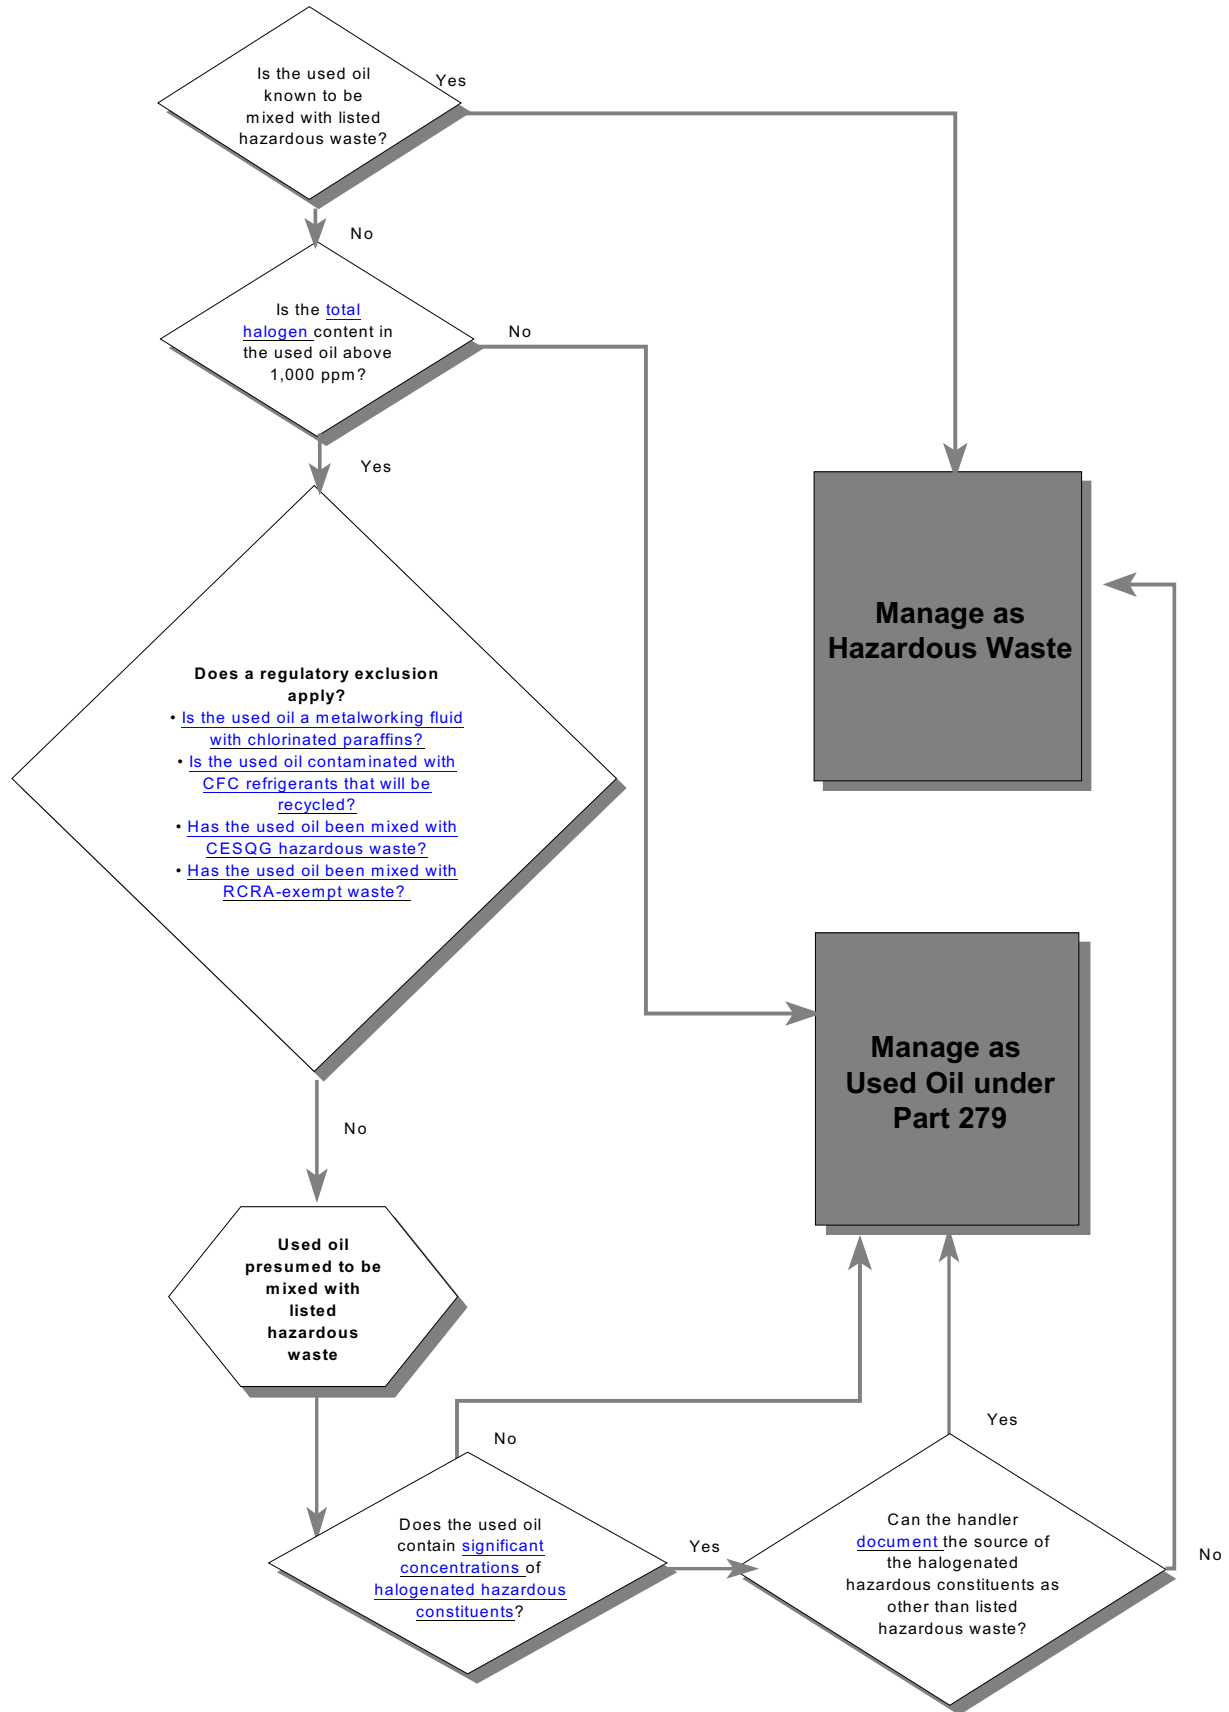 Is the used oil
known to be
mixed with listed
hazardous waste?
Yes
No
Is the total
halogen content in
the used oil above
1,000 ppm?
No
Yes
Does a regulatory exclusion
apply?
• Is the used oil a metalworking fluid
with chlorinated paraffins?
• Is the used oil contaminated with
CFC refrigerants that will be
recycled?
• Has the used oil been mixed with
CESQG hazardous waste?
• Has the used oil been mixed with
RCRA-exempt waste?
Manage as
Hazardous Waste
Manage as
Used Oil under
Part 279
No
Used oil
presumed to be
mixed with
listed
hazardous
waste
No
Does the used oil
contain significant
concentrations of
halogenated hazardous
constituents?
Yes
Yes
Can the handler
document the source of
the halogenated
hazardous constituents as
other than listed
hazardous waste?
No